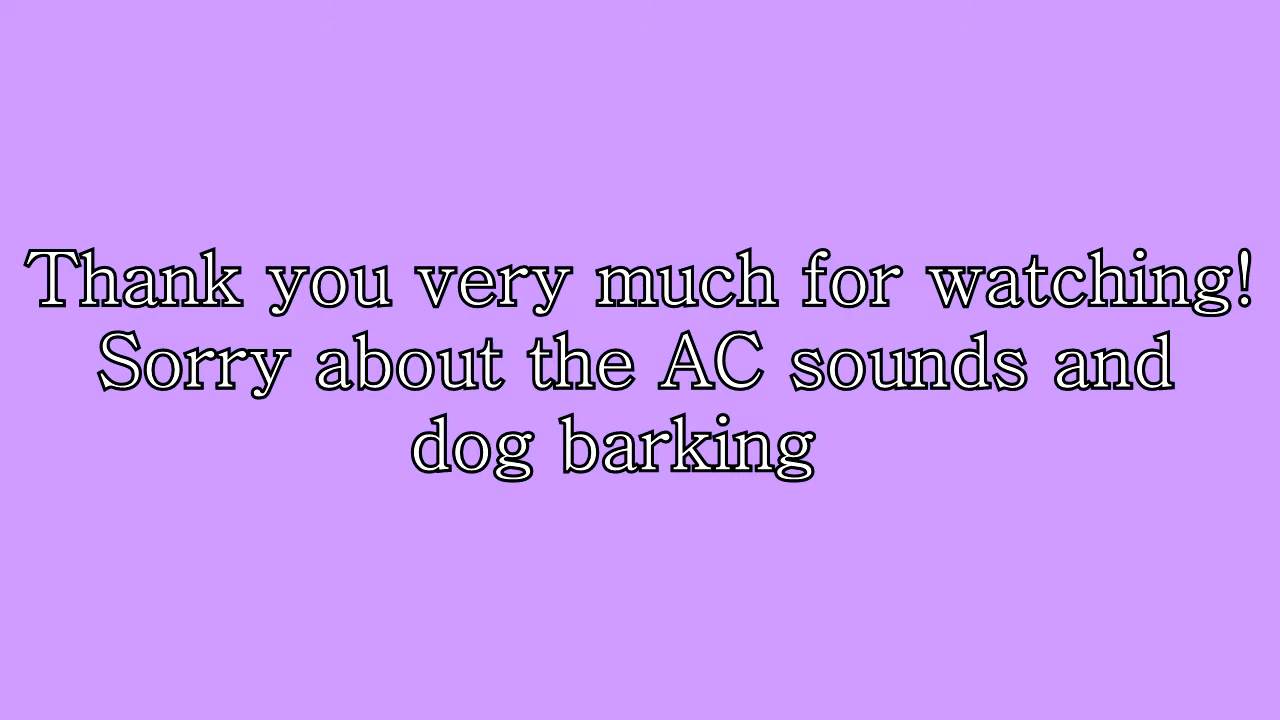 Thank you very much for watching!
Sorry about the AC sounds and
dog barking